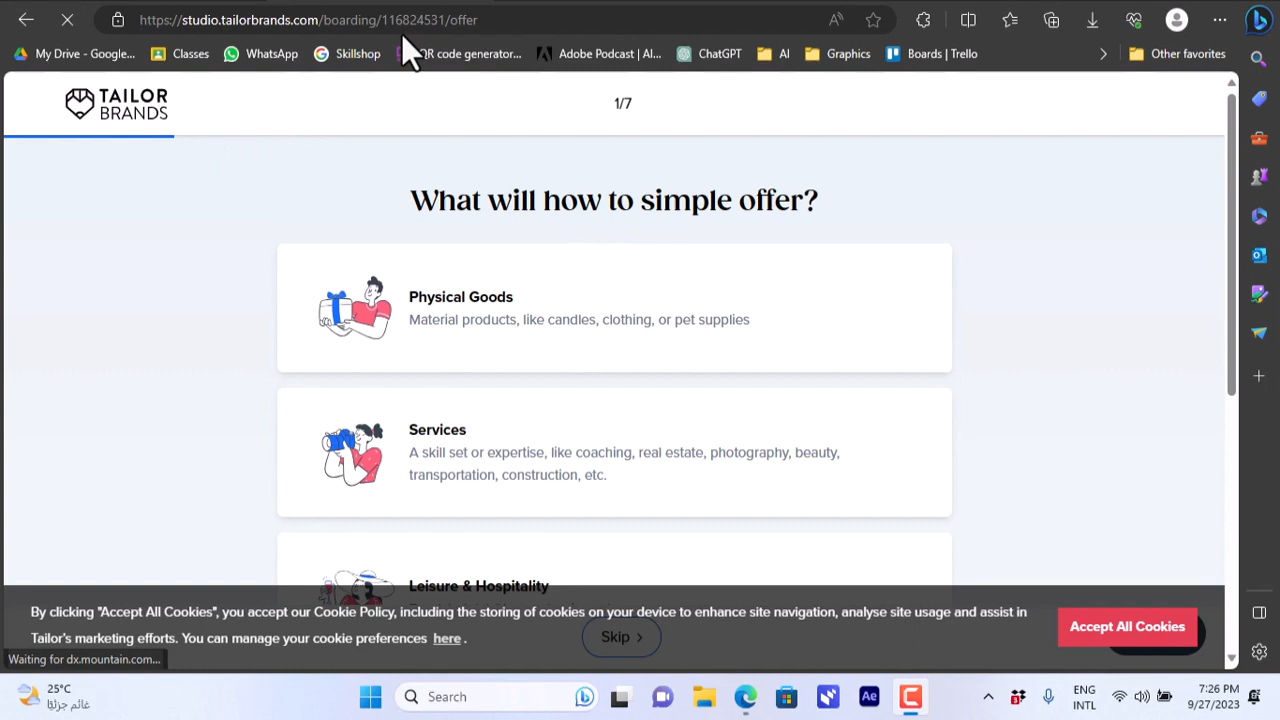 https://studio.tailorbrands.com/boarding/116824531/offer
My Drive - Google...
Classes
WhatsApp
Skillshop
QR code generator...
Adobe Podcast | AI...
ChatGPT
AI
Graphics
Boards | Trello
Other favorites
TAILOR
BRANDS
1/7
What will how to simple offer?
Physical Goods
Material products, like candles, clothing, or pet supplies
Services
A skill set or expertise, like coaching, real estate, photography, beauty,
transportation, construction, etc.
Leisure & Hospitality
By clicking "Accept All Cookies", you accept our Cookie Policy, including the storing of cookies on your device to enhance site navigation, analyse site usage and assist in
Tailor's marketing efforts. You can manage your cookie preferences here .
Accept All Cookies
Skip
Waiting for dx.mountain.com...
25°C
غائم جزئيًا
Search
Ae
ENG
INTL
7:26 PM
9/27/2023